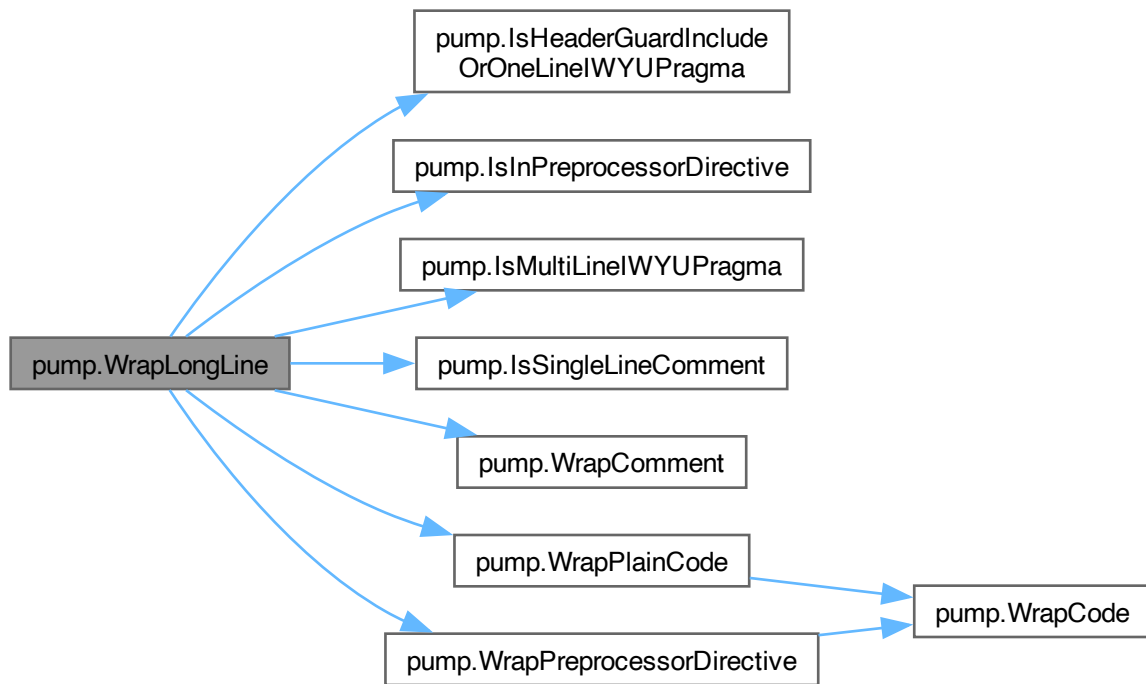 pump.IsHeaderGuardInclude
OrOneLineIWYUPragma
pump.IsInPreprocessorDirective
pump.IsMultiLineIWYUPragma
pump.WrapLongLine
pump.IsSingleLineComment
pump.WrapComment
pump.WrapPlainCode
pump.WrapCode
pump.WrapPreprocessorDirective